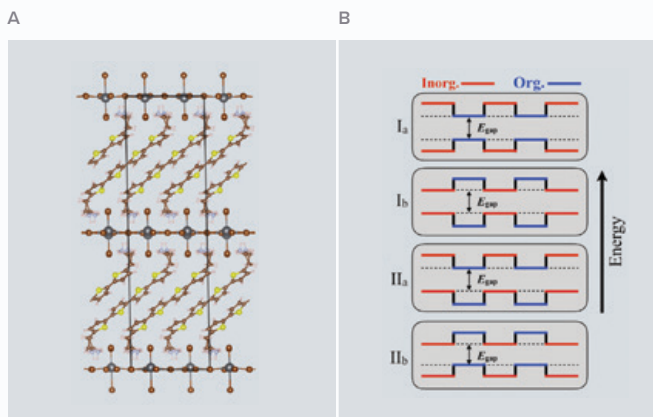 A
B
Inorg. Org.
Ia
Egap
Ib
Egap
IIa
Egap
IIb
Egap
Energy